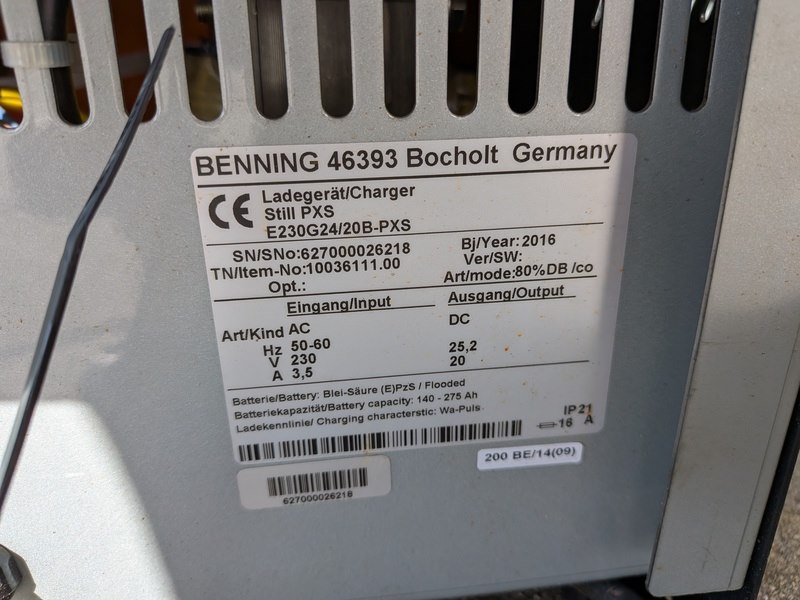 BENNING 46393 Bocholt Germany
CE Ladegerät/Charger
Still PXS
E230G24/20B-PXS
SN/SNo:627000026218 Bj/Year: 2016
TN/Item-No:10036111.00 Ver/SW:
Opt.: Art/mode:80%DB /co
Eingang/Input Ausgang/Output
Art/Kind AC DC
Hz 50-60
V 230 25,2
A 3,5 20
Batterie/Battery: Blei-Säure (E)PzS / Flooded
Batteriekapazität/Battery capacity: 140 - 275 Ah
Ladekennlinie/ Charging characterstic: Wa-Puls
IP 21
16 A
200 BE/14(09)
627000026218